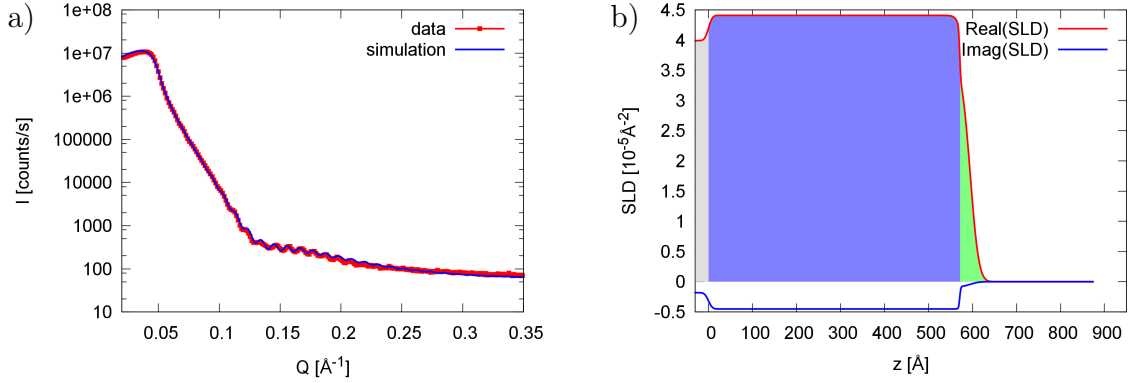 a)
1e+08
1e+07
1e+06
100000
10000
1000
100
10
0.05
0.1
0.15
0.2
0.25
0.3
0.35
I [counts/s]
Q [Å⁻¹]
data
simulation
b)
4.5
4
3.5
3
2.5
2
1.5
1
0.5
0
-0.5
0
100
200
300
400
500
600
700
800
900
SLD [10⁻⁵Å⁻²]
z [Å]
Real(SLD)
Imag(SLD)